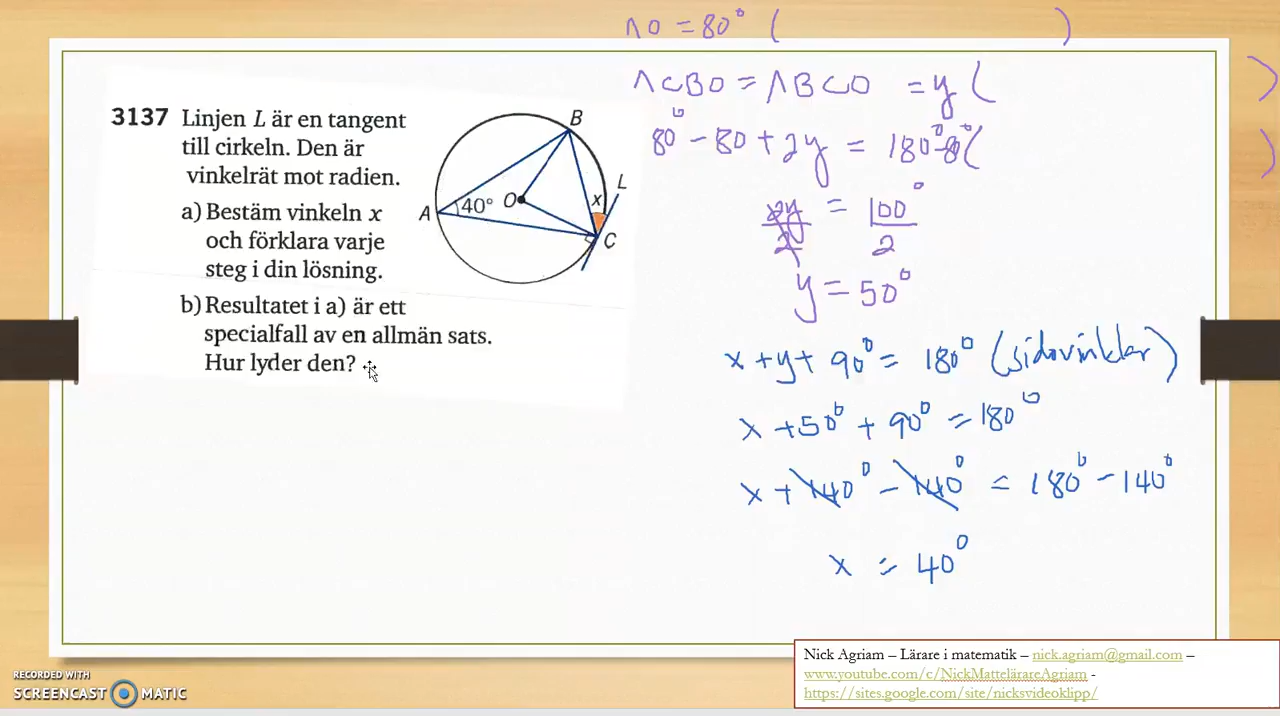 3137 Linjen L är en tangent
till cirkeln. Den är
vinkelrät mot radien.
a) Bestäm vinkeln x
och förklara varje
steg i din lösning.
b) Resultatet i a) är ett
specialfall av en allmän sats.
Hur lyder den?
B
L
x
A 40° O
C
∧O = 80° ( )
∧CBO = ∧BCO = y ( )
80° - 80 + 2y = 180° - 8° ( )
2y/2 = 100°/2
y = 50°
x + y + 90° = 180° (sidovinklar)
x + 50° + 90° = 180°
x + 140° - 140° = 180° - 140°
x = 40°
RECORDED WITH
SCREENCAST MATIC
Nick Agriam – Lärare i matematik – nick.agriam@gmail.com –
www.youtube.com/c/NickMattelärareAgriam -
https://sites.google.com/site/nicksvideoklipp/